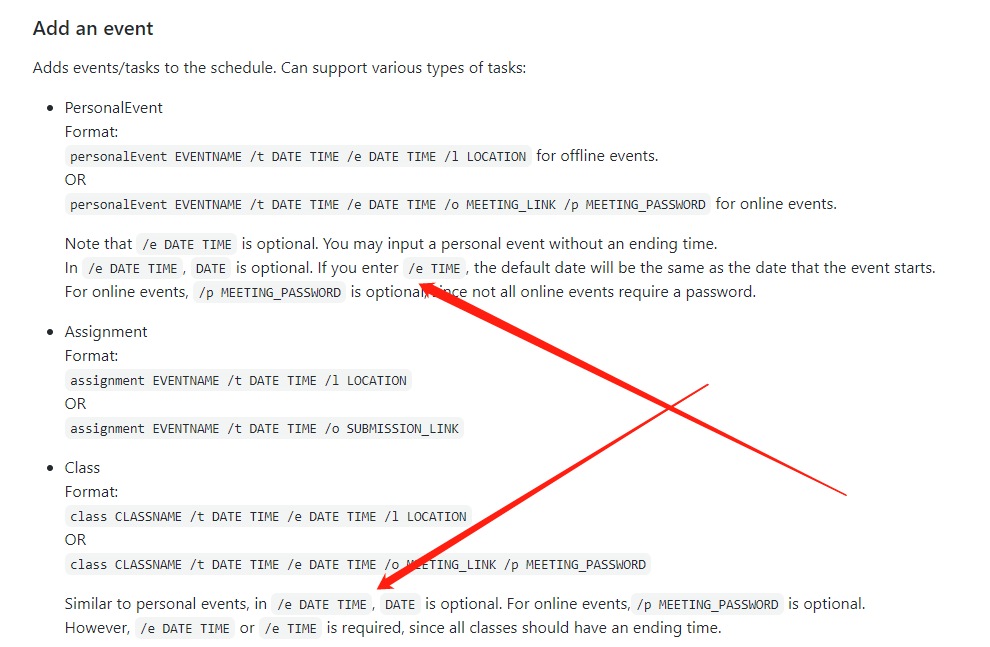 Add an event
Adds events/tasks to the schedule. Can support various types of tasks:
PersonalEvent
Format:
personalEvent EVENTNAME /t DATE TIME /e DATE TIME /l LOCATION for offline events.
OR
personalEvent EVENTNAME /t DATE TIME /e DATE TIME /o MEETING_LINK /p MEETING_PASSWORD for online events.
Note that /e DATE TIME is optional. You may input a personal event without an ending time.
In /e DATE TIME, DATE is optional. If you enter /e TIME, the default date will be the same as the date that the event starts.
For online events, /p MEETING_PASSWORD is optional, since not all online events require a password.
Assignment
Format:
assignment EVENTNAME /t DATE TIME /l LOCATION
OR
assignment EVENTNAME /t DATE TIME /o SUBMISSION_LINK
Class
Format:
class CLASSNAME /t DATE TIME /e DATE TIME /l LOCATION
OR
class CLASSNAME /t DATE TIME /e DATE TIME /o MEETING_LINK /p MEETING_PASSWORD
Similar to personal events, in /e DATE TIME, DATE is optional. For online events, /p MEETING_PASSWORD is optional.
However, /e DATE TIME or /e TIME is required, since all classes should have an ending time.